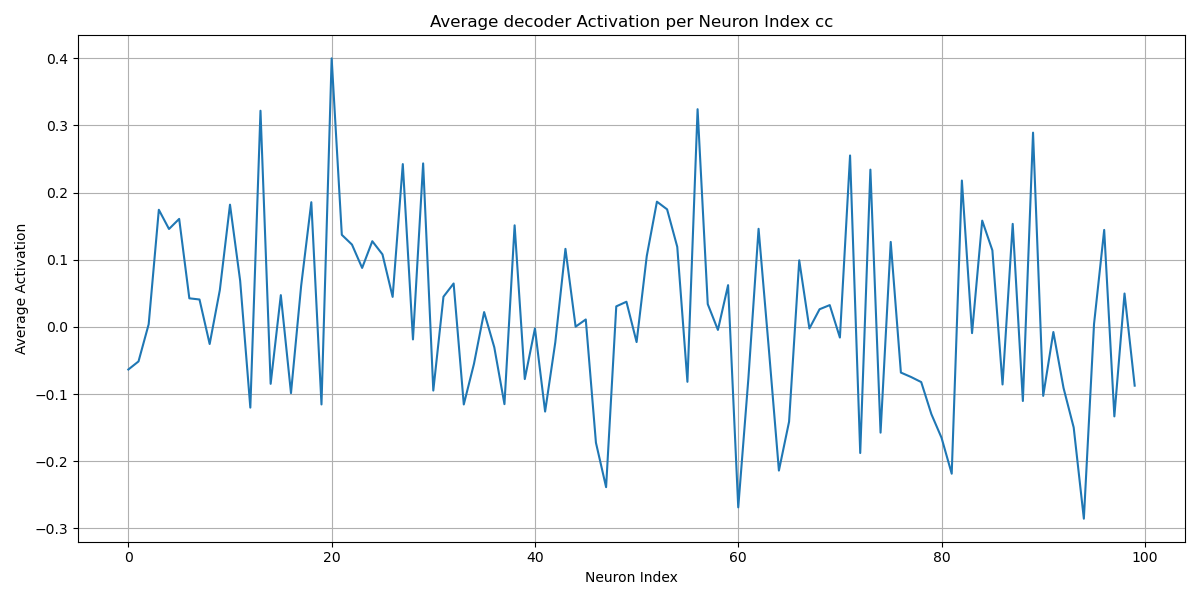 Average decoder Activation per Neuron Index cc
0.4
0.3
0.2
0.1
0.0
−0.1
−0.2
−0.3
Average Activation
0 20 40 60 80 100
Neuron Index